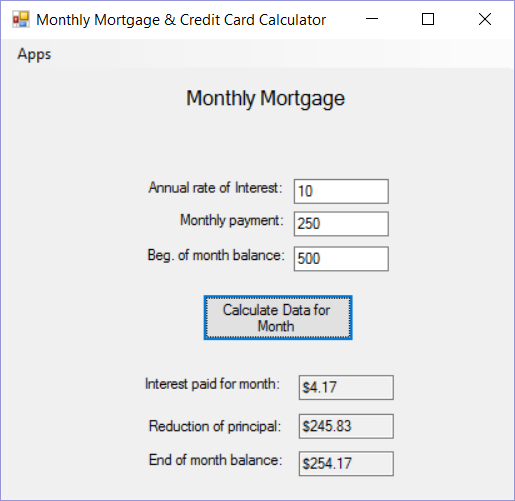 Monthly Mortgage & Credit Card Calculator
Apps
Monthly Mortgage
Annual rate of Interest: 10
Monthly payment: 250
Beg. of month balance: 500
Calculate Data for
Month
Interest paid for month: $4.17
Reduction of principal: $245.83
End of month balance: $254.17